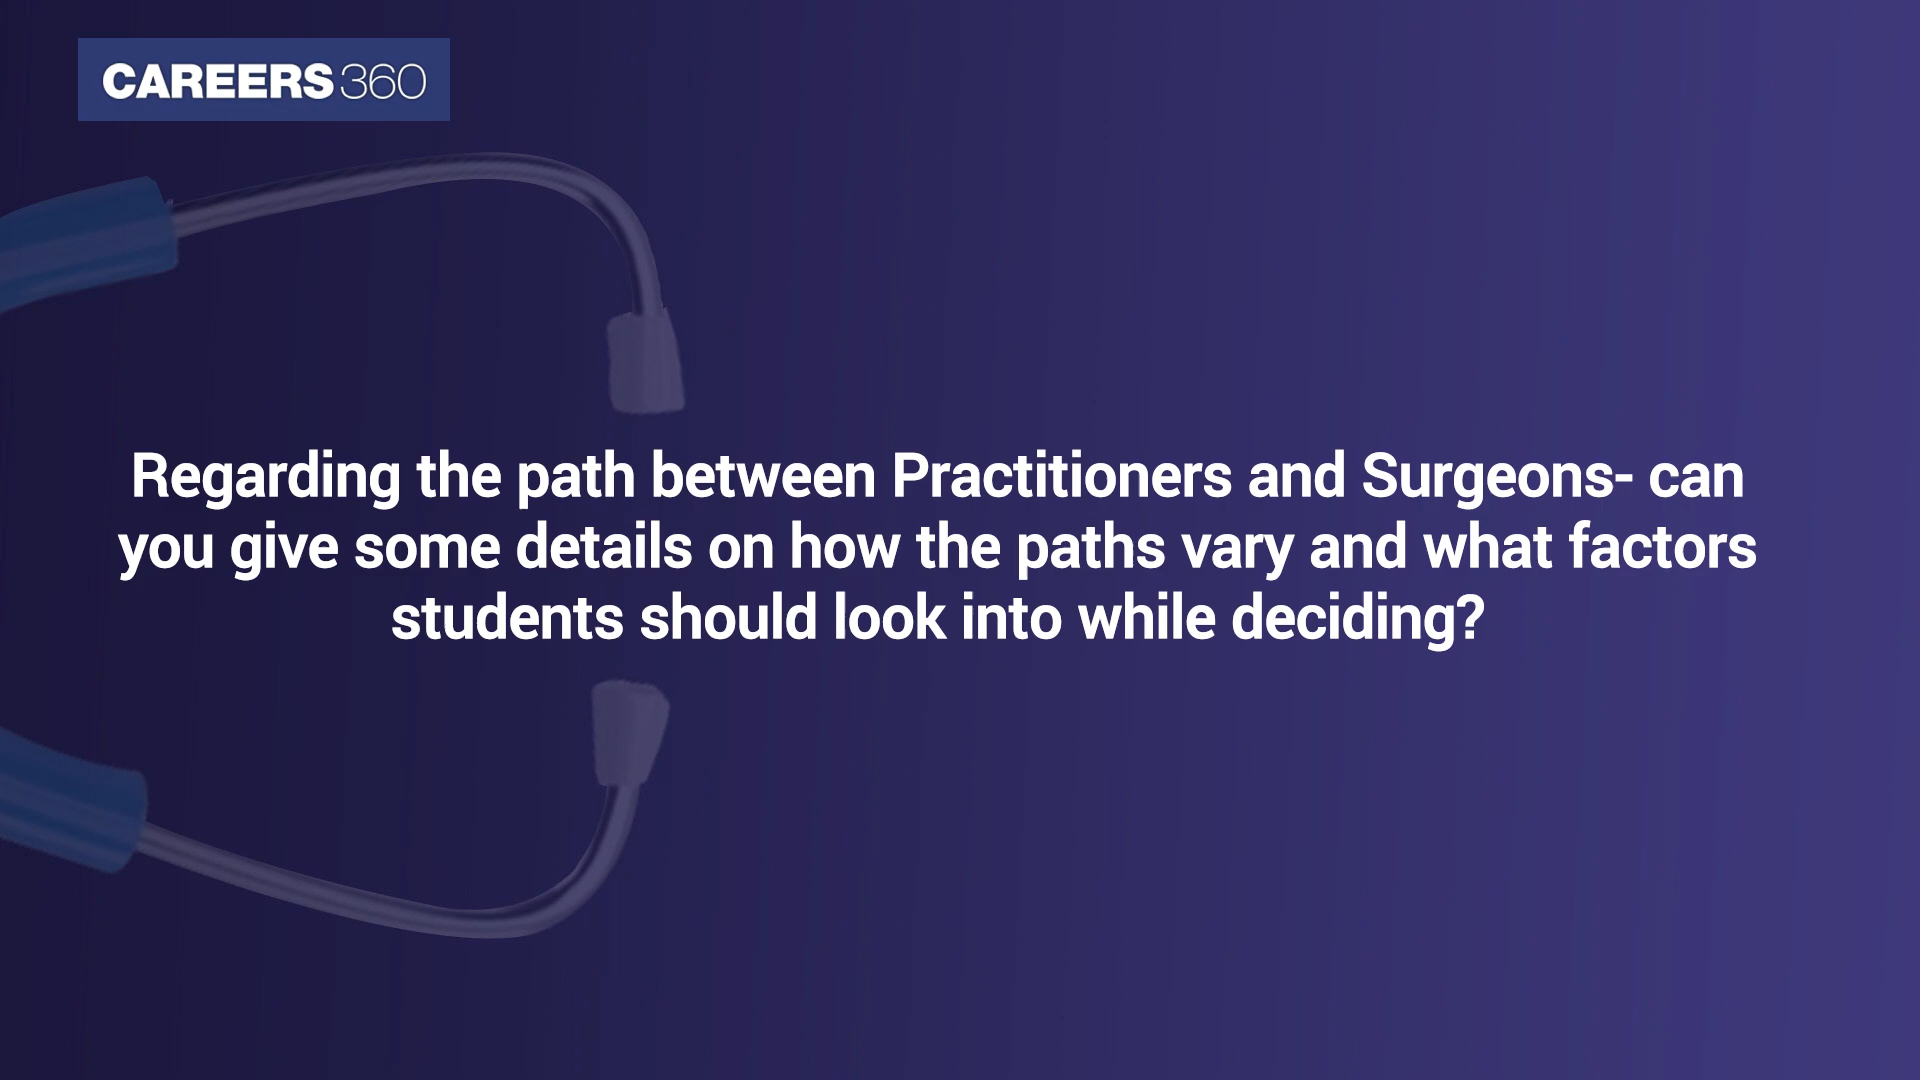 CAREERS360
Regarding the path between Practitioners and Surgeons- can
you give some details on how the paths vary and what factors
students should look into while deciding?